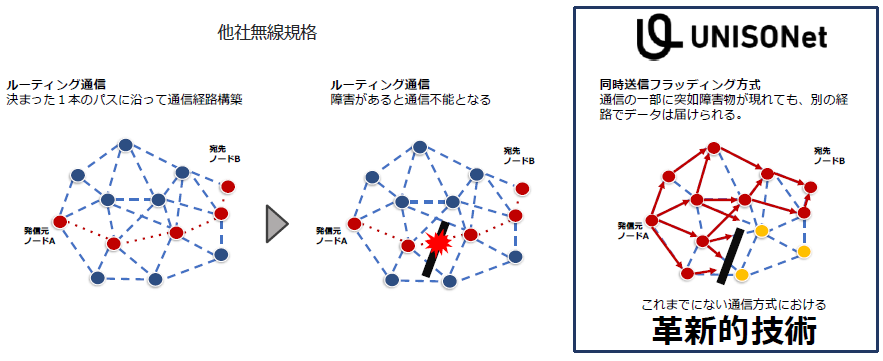 他社無線規格
ルーティング通信
決まった１本のパスに沿って通信経路構築
宛先
ノードB
発信元
ノードA
ルーティング通信
障害があると通信不能となる
宛先
ノードB
発信元
ノードA
UNISONet
同時送信フラッディング方式
通信の一部に突如障害物が現れても、別の経
路でデータは届けられる。
宛先
ノードB
発信元
ノードA
これまでにない通信方式における
革新的技術